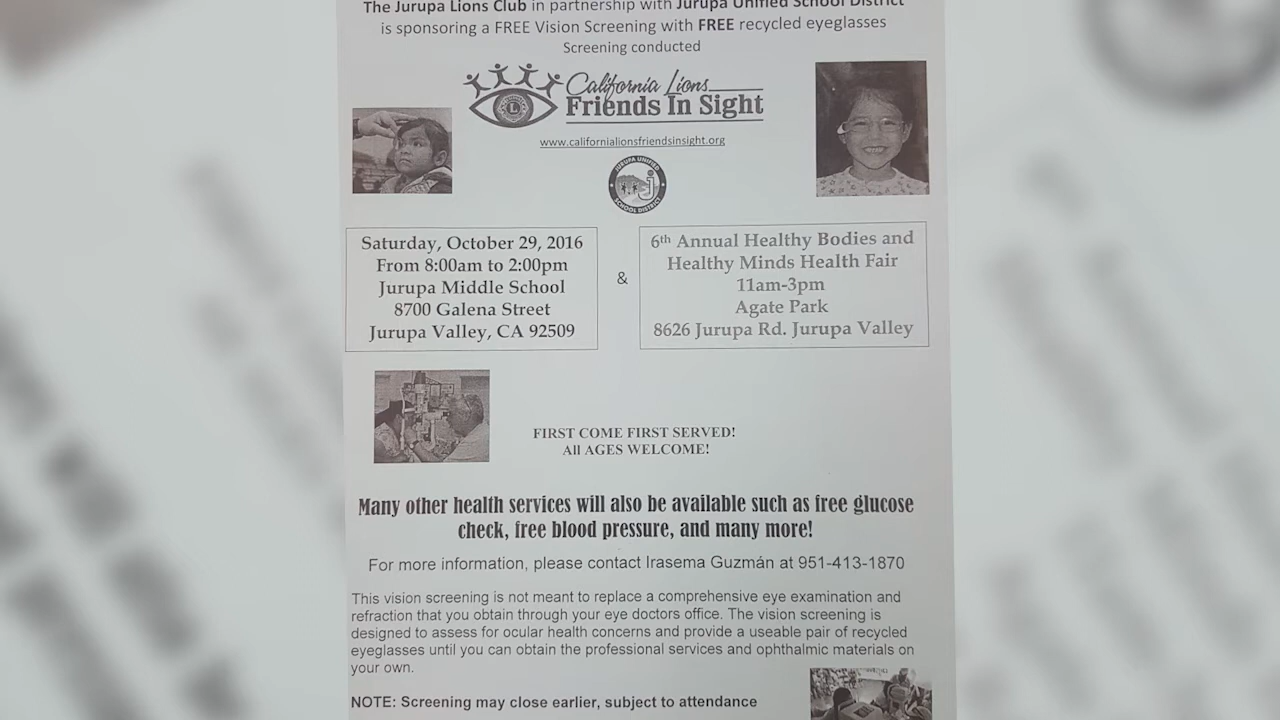 The Jurupa Lions Club in partnership with Jurupa Unified School District
is sponsoring a FREE Vision Screening with FREE recycled eyeglasses
Screening conducted
California Lions
Friends In Sight
www.californialionsfriendsinsight.org
JURUPA UNIFIED
SCHOOL DISTRICT
Saturday, October 29, 2016
From 8:00am to 2:00pm
Jurupa Middle School
8700 Galena Street
Jurupa Valley, CA 92509
&
6th Annual Healthy Bodies and
Healthy Minds Health Fair
11am-3pm
Agate Park
8626 Jurupa Rd. Jurupa Valley
FIRST COME FIRST SERVED!
All AGES WELCOME!
Many other health services will also be available such as free glucose
check, free blood pressure, and many more!
For more information, please contact Irasema Guzmán at 951-413-1870
This vision screening is not meant to replace a comprehensive eye examination and
refraction that you obtain through your eye doctors office. The vision screening is
designed to assess for ocular health concerns and provide a useable pair of recycled
eyeglasses until you can obtain the professional services and ophthalmic materials on
your own.
NOTE: Screening may close earlier, subject to attendance